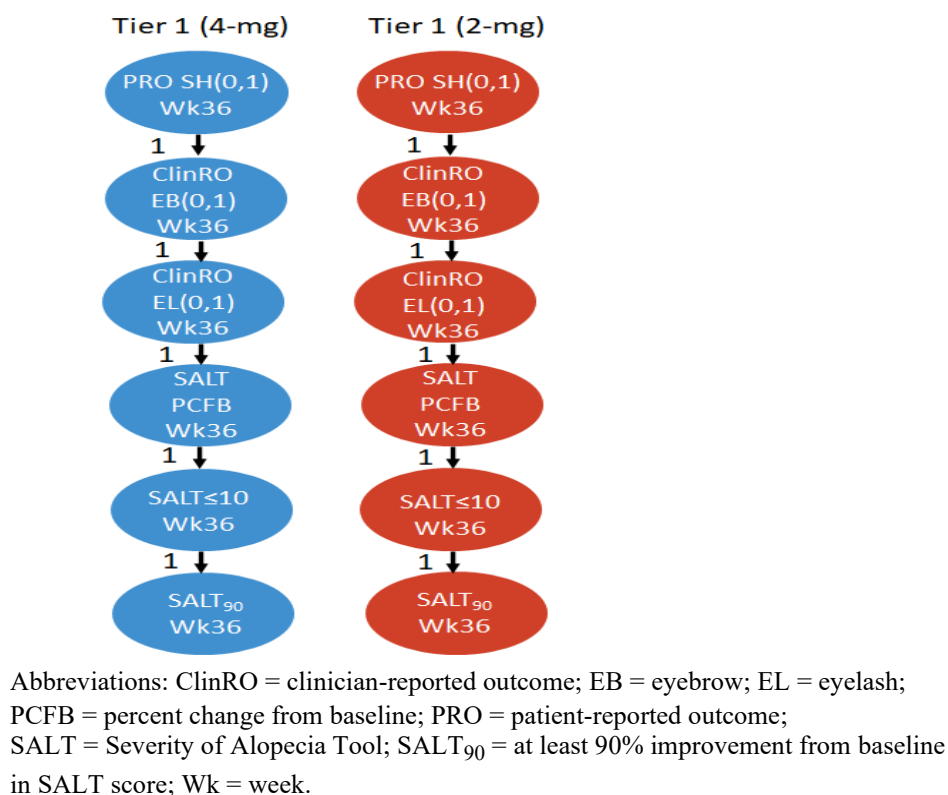 Tier 1 (4-mg)
PRO SH(0,1)
Wk36
1
ClinRO
EB(0,1)
Wk36
1
ClinRO
EL(0,1)
Wk36
1
SALT
PCFB
Wk36
1
SALT≤10
Wk36
1
SALT₉₀
Wk36
Tier 1 (2-mg)
PRO SH(0,1)
Wk36
1
ClinRO
EB(0,1)
Wk36
1
ClinRO
EL(0,1)
Wk36
1
SALT
PCFB
Wk36
1
SALT≤10
Wk36
1
SALT₉₀
Wk36
Abbreviations: ClinRO = clinician-reported outcome; EB = eyebrow; EL = eyelash;
PCFB = percent change from baseline; PRO = patient-reported outcome;
SALT = Severity of Alopecia Tool; SALT₉₀ = at least 90% improvement from baseline
in SALT score; Wk = week.